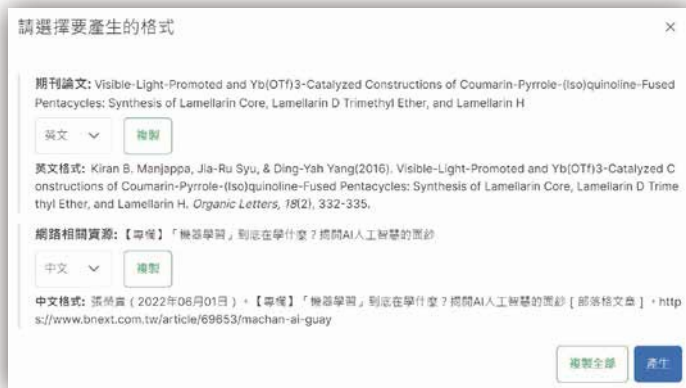 請選擇要產生的格式
×
期刊論文: Visible-Light-Promoted and Yb(OTf)3-Catalyzed Constructions of Coumarin-Pyrrole-(Iso)quinoline-Fused
Pentacycles: Synthesis of Lamellarin Core, Lamellarin D Trimethyl Ether, and Lamellarin H
英文
複製
英文格式: Kiran B. Manjappa, Jia-Ru Syu, & Ding-Yah Yang(2016). Visible-Light-Promoted and Yb(OTf)3-Catalyzed C
onstructions of Coumarin-Pyrrole-(Iso)quinoline-Fused Pentacycles: Synthesis of Lamellarin Core, Lamellarin D Trime
thyl Ether, and Lamellarin H. Organic Letters, 18(2), 332-335.
網路相關資源: 【專欄】「機器學習」到底在學什麼？揭開AI人工智慧的面紗
中文
複製
中文格式: 張榮貴（2022年06月01日）。【專欄】「機器學習」到底在學什麼？揭開AI人工智慧的面紗［部落格文章］。http
s://www.bnext.com.tw/article/69653/machan-ai-guay
複製全部
產生